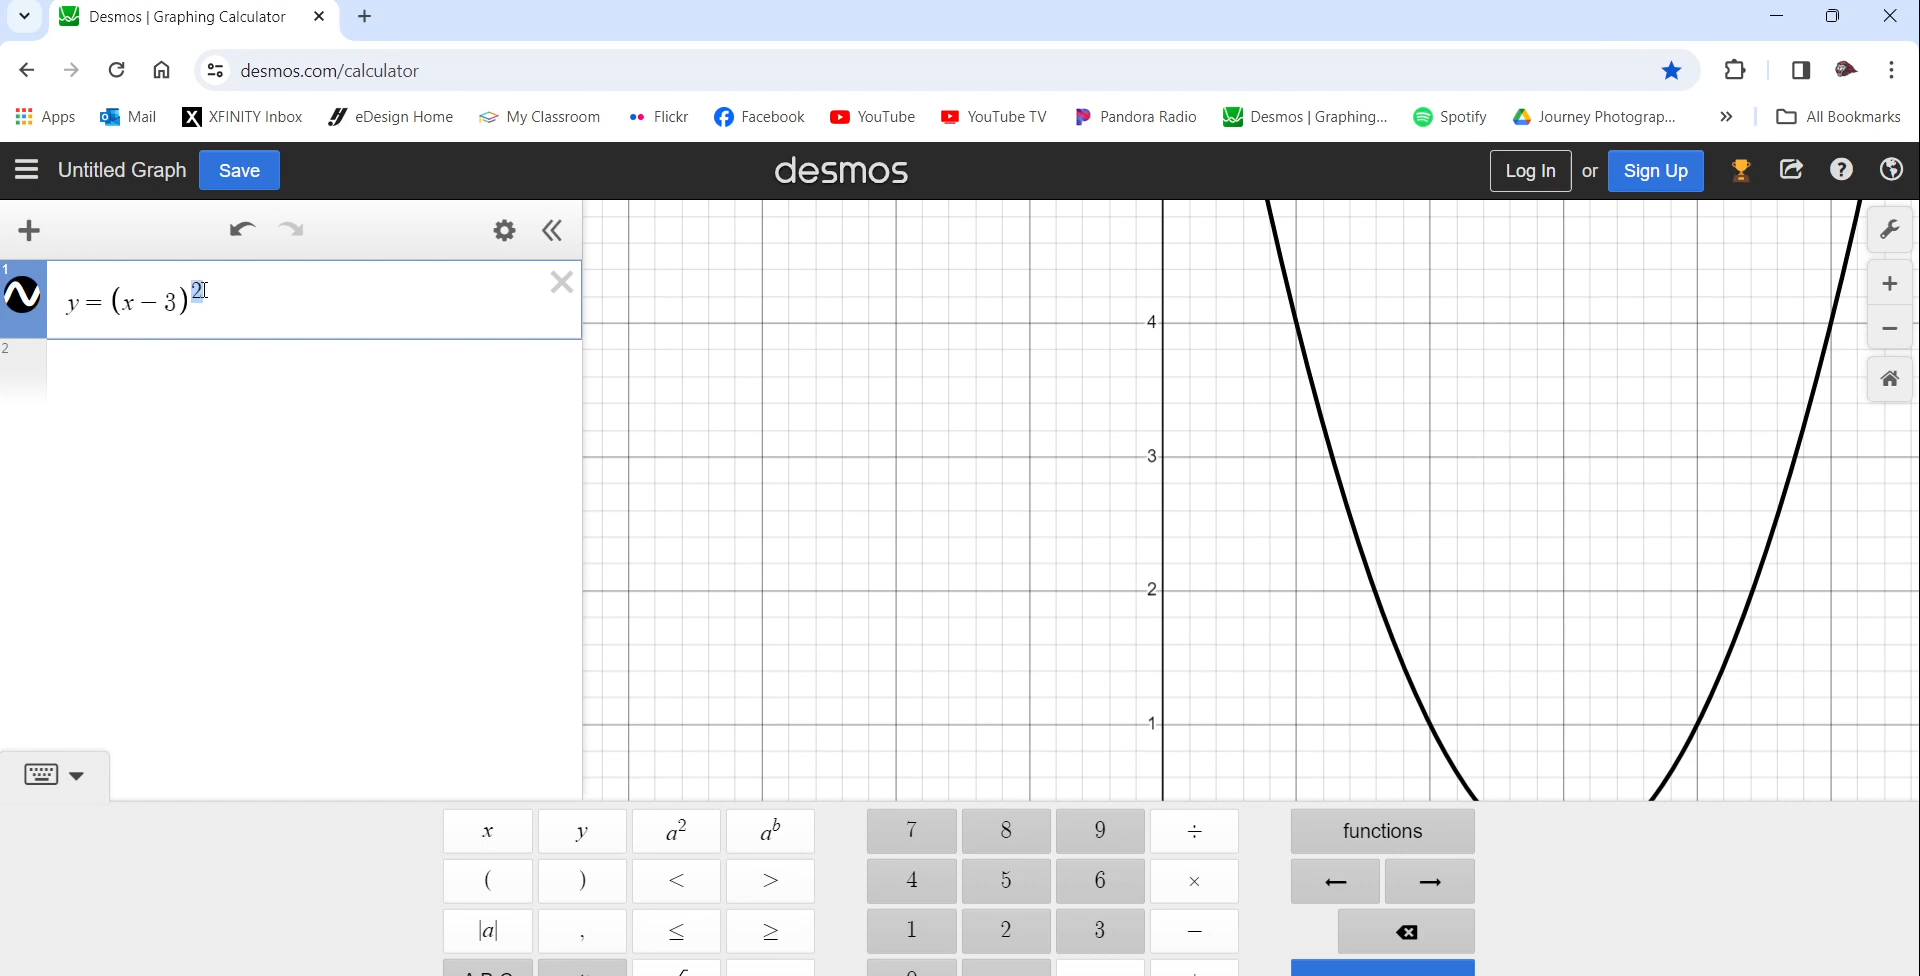 Desmos | Graphing Calculator
desmos.com/calculator
Apps Mail XFINITY Inbox eDesign Home My Classroom Flickr Facebook YouTube YouTube TV Pandora Radio Desmos | Graphing... Spotify Journey Photograp... » All Bookmarks
Untitled Graph Save desmos Log In or Sign Up
1
y = (x − 3)²
2
4
3
2
1
x y a² aᵇ 7 8 9 ÷ functions
( ) < > 4 5 6 × ← →
|a| , ≤ ≥ 1 2 3 −